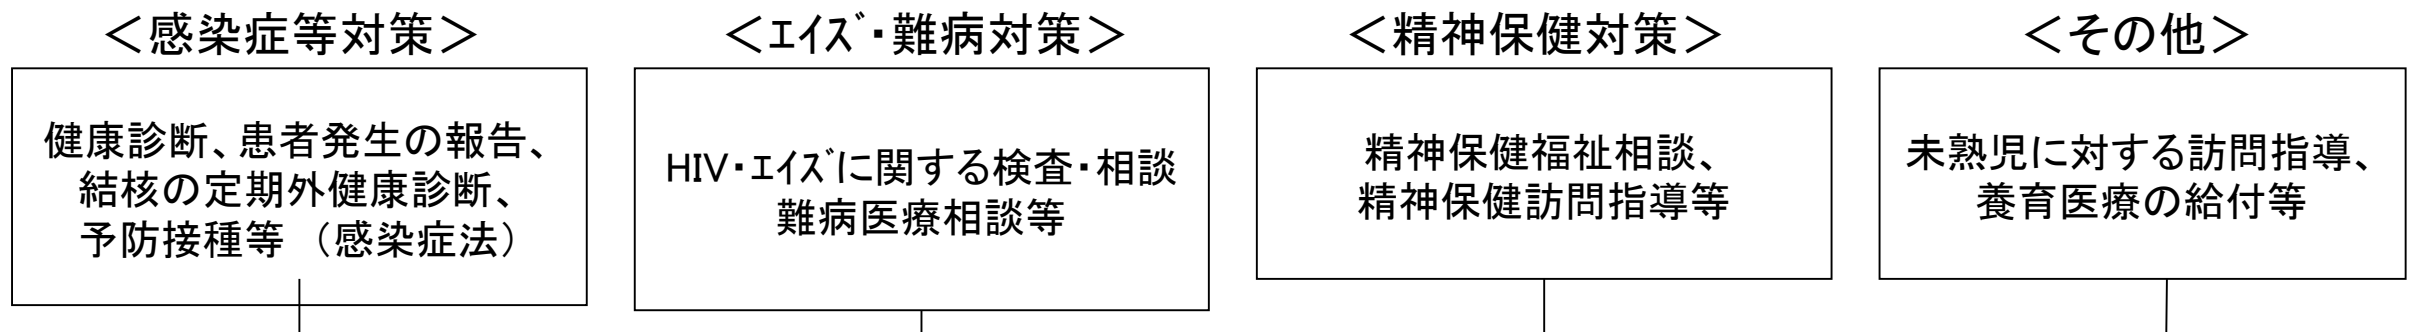 ＜感染症等対策＞
健康診断、患者発生の報告、
結核の定期外健康診断、
予防接種等　（感染症法）
＜ｴｲｽﾞ・難病対策＞
HIV・ｴｲｽﾞに関する検査・相談
難病医療相談等
＜精神保健対策＞
精神保健福祉相談、
精神保健訪問指導等
＜その他＞
未熟児に対する訪問指導、
養育医療の給付等